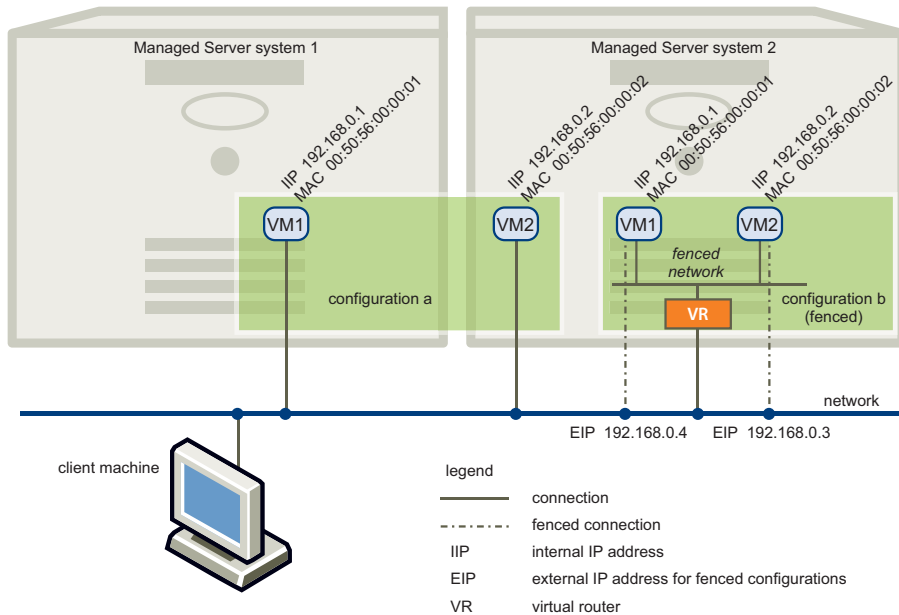 Managed Server system 1
Managed Server system 2
IIP 192.168.0.1
MAC 00:50:56:00:00:01
IIP 192.168.0.2
MAC 00:50:56:00:00:02
IIP 192.168.0.1
MAC 00:50:56:00:00:01
IIP 192.168.0.2
MAC 00:50:56:00:00:02
VM1
VM2
VM1
VM2
fenced
network
configuration a
configuration b
(fenced)
VR
network
EIP 192.168.0.4
EIP 192.168.0.3
client machine
legend
connection
fenced connection
IIP internal IP address
EIP external IP address for fenced configurations
VR virtual router